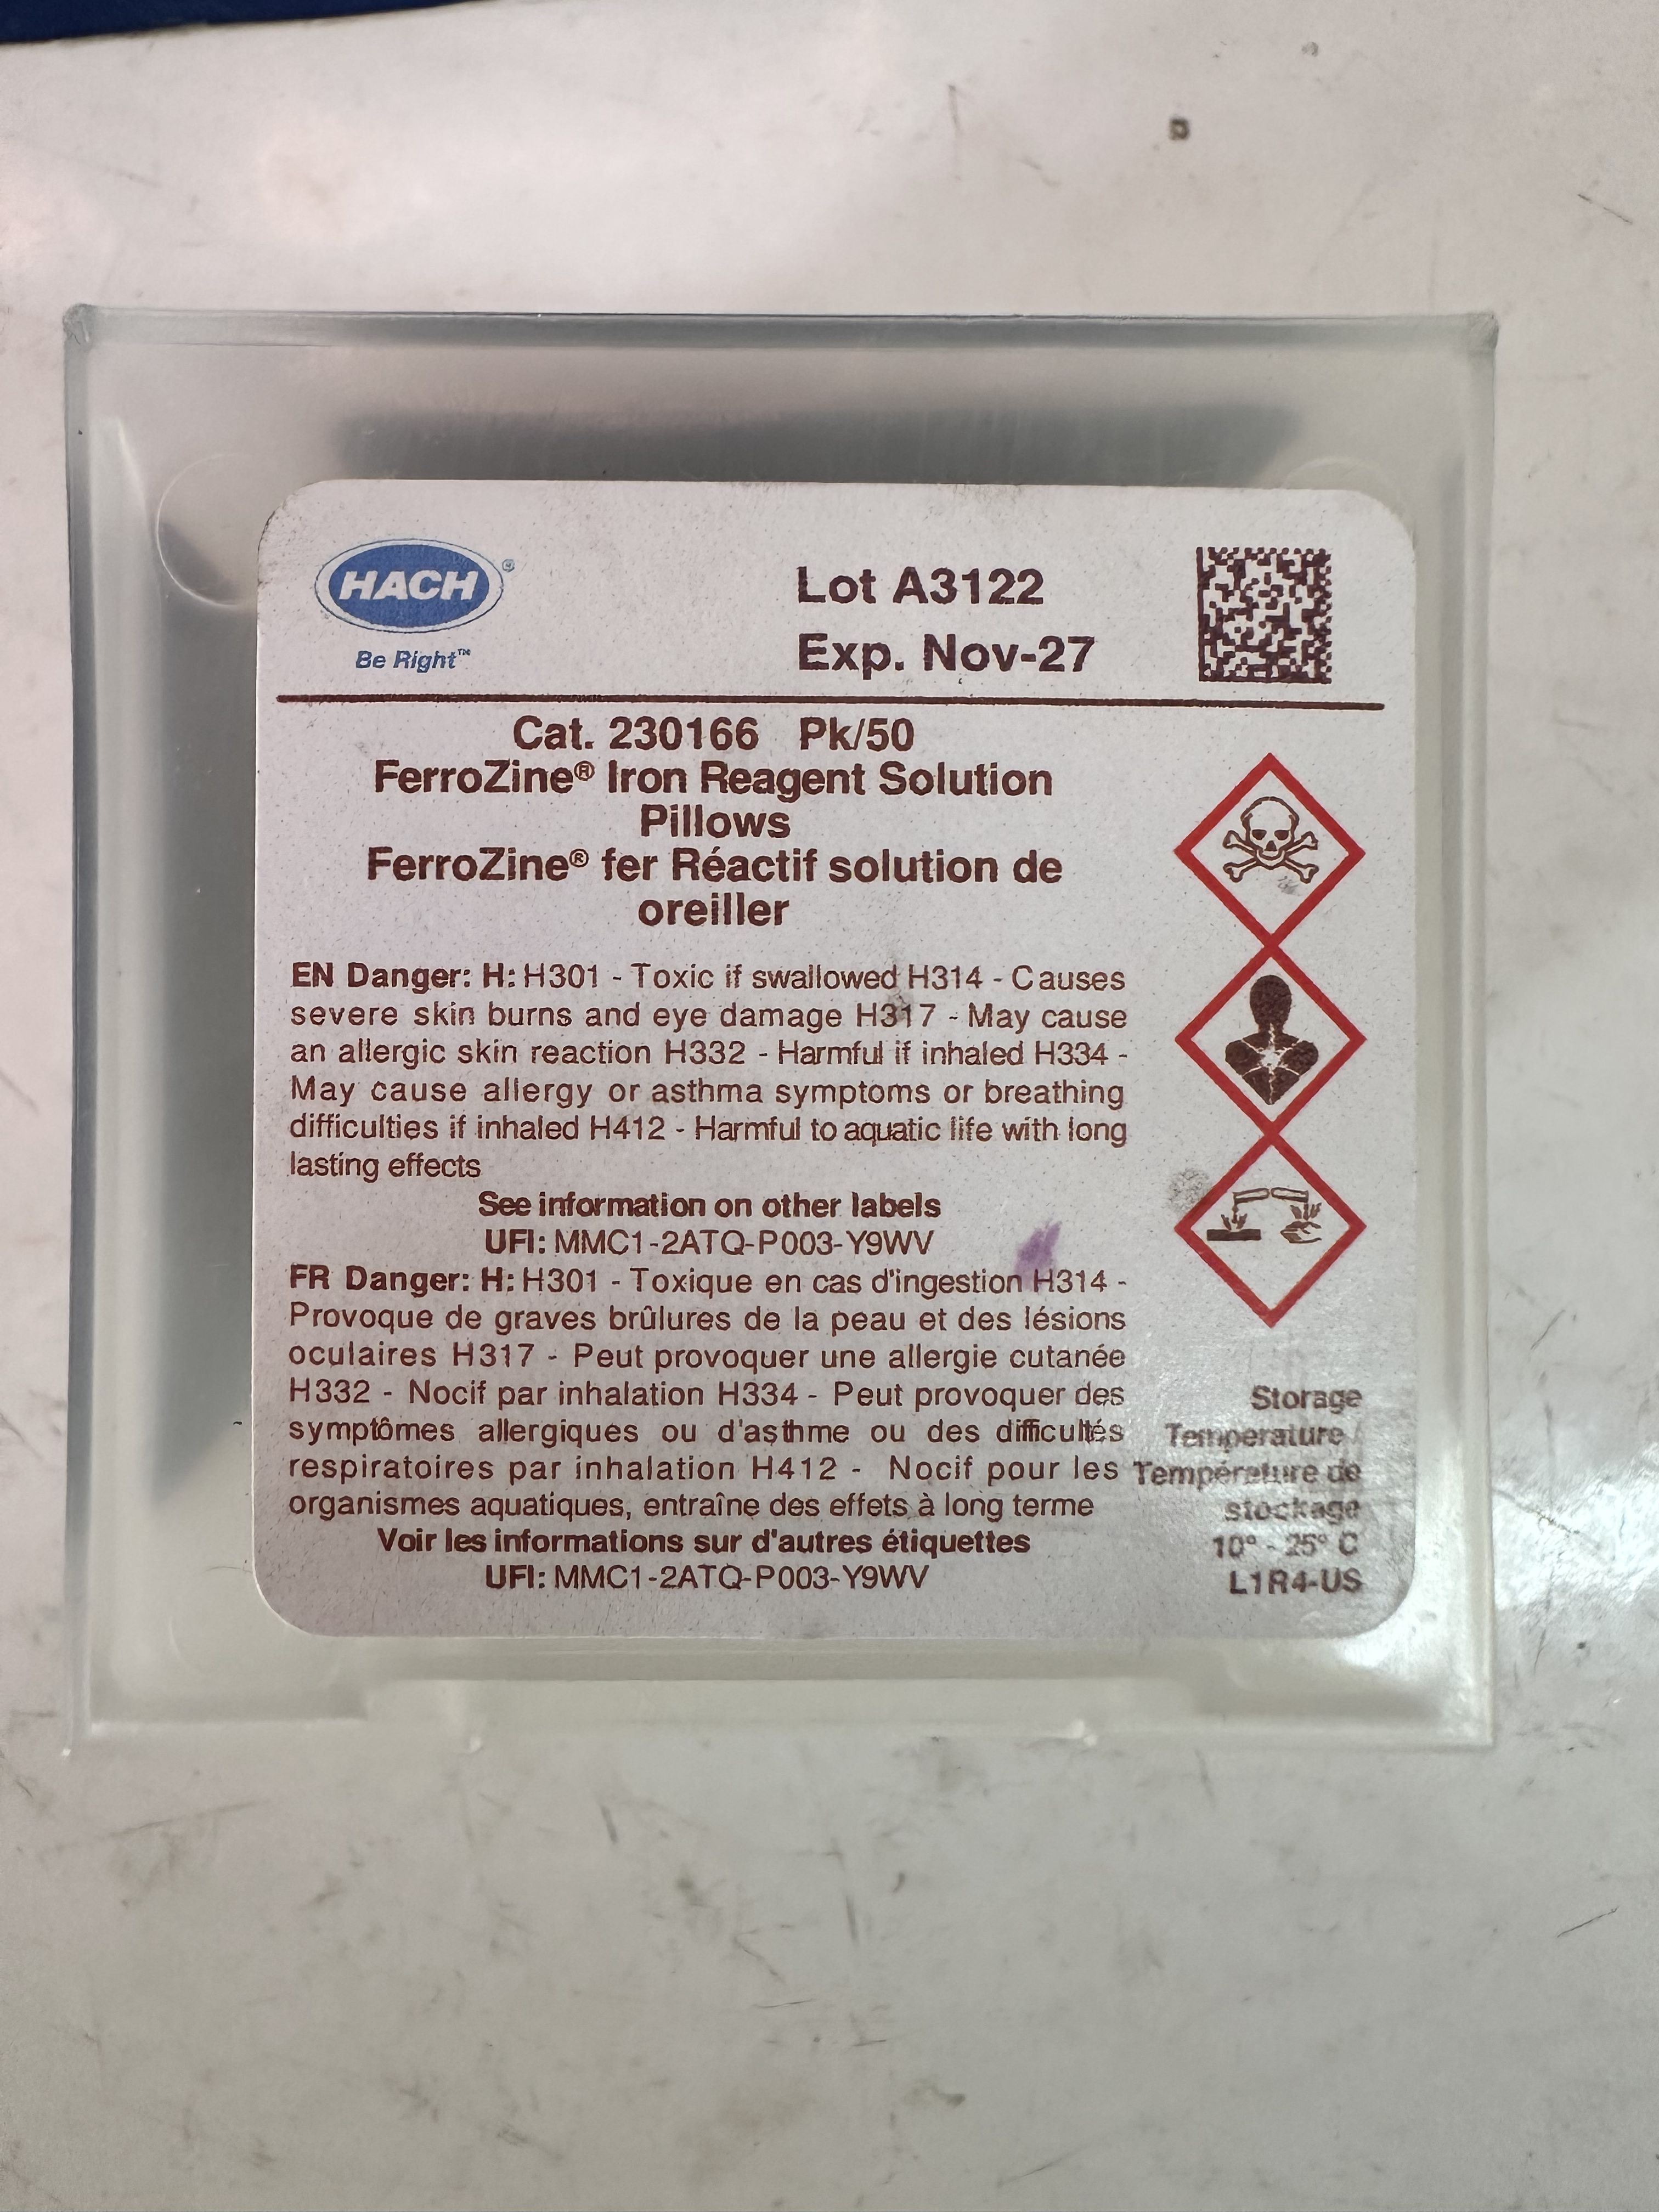 HACH®
Be Right™
Lot A3122
Exp. Nov-27
Cat. 230166 Pk/50
FerroZine® Iron Reagent Solution
Pillows
FerroZine® fer Réactif solution de
oreiller
EN Danger: H: H301 - Toxic if swallowed H314 - Causes
severe skin burns and eye damage H317 - May cause
an allergic skin reaction H332 - Harmful if inhaled H334 -
May cause allergy or asthma symptoms or breathing
difficulties if inhaled H412 - Harmful to aquatic life with long
lasting effects
See information on other labels
UFI: MMC1-2ATQ-P003-Y9WV
FR Danger: H: H301 - Toxique en cas d'ingestion H314 -
Provoque de graves brûlures de la peau et des lésions
oculaires H317 - Peut provoquer une allergie cutanée
H332 - Nocif par inhalation H334 - Peut provoquer des
symptômes allergiques ou d'asthme ou des difficultés
respiratoires par inhalation H412 - Nocif pour les
organismes aquatiques, entraîne des effets à long terme
Voir les informations sur d'autres étiquettes
UFI: MMC1-2ATQ-P003-Y9WV
Storage
Temperature /
Température de
stockage
10° - 25° C
L1R4-US